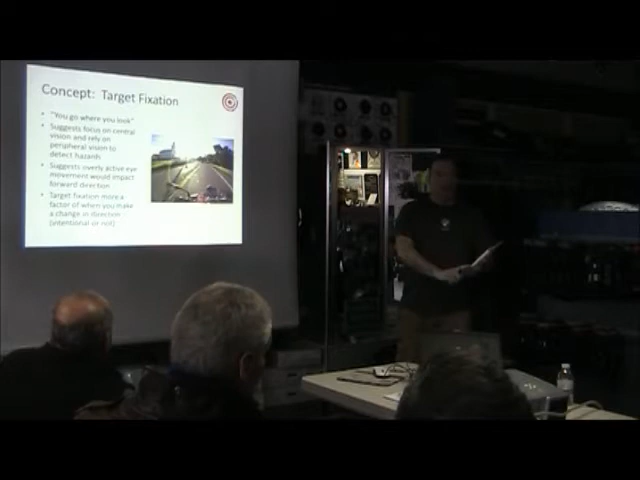 Concept: Target Fixation
• "You go where you look"
• Suggests focus on central
vision and rely on
peripheral vision to
detect hazards
• Suggests overly active eye
movement would impact
forward direction
• Target fixation more a
factor of when you make
a change in direction
(intentional or not)